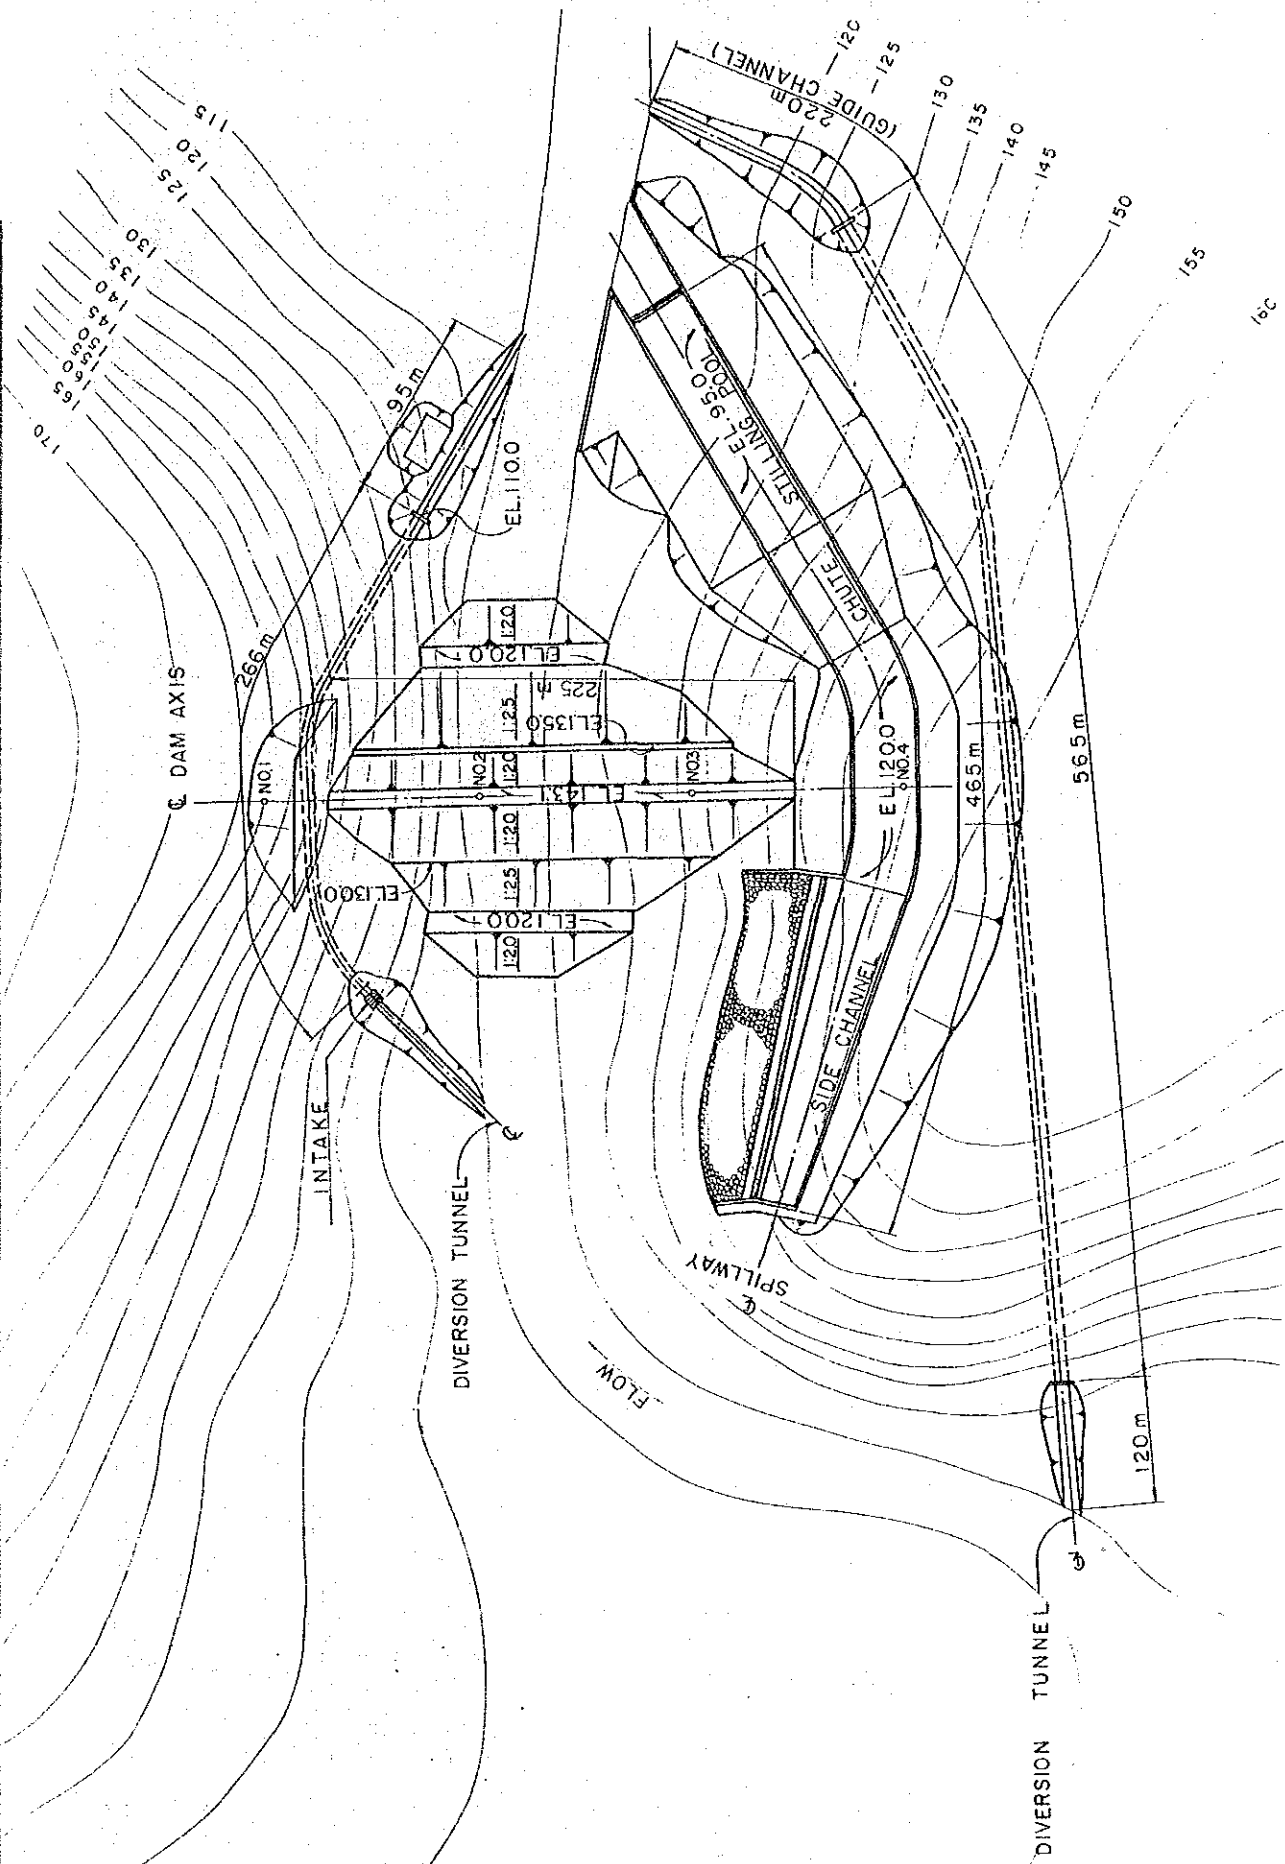 12C
125
130
135
140
145
150
155
16C
220m
(GUIDE CHANNEL)
115
120
125
130
135
140
145
150
155
160
165
170
95m
EL.110.0
266m
℄ DAM AXIS
NO.1
1:2.0
EL.120.0
225 m
1:2.5
EL.135.0
NO.2
1:2.0
NO.3
EL.143.1
1:2.0
EL.130.0
1:2.5
EL.120.0
1:2.0
EL.95.0
STILLING POOL
CHUTE
EL.120.0
NO.4
465m
565m
SIDE CHANNEL
INTAKE
DIVERSION TUNNEL
℄
SPILLWAY
℄
FLOW
120m
DIVERSION TUNNEL
℄